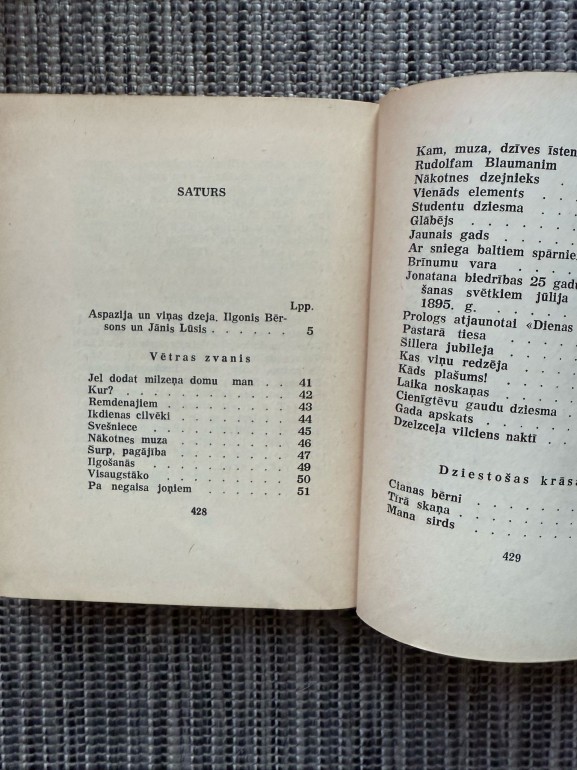 SATURS
Lpp.
Aspazija un viņas dzeja. Ilgonis Bēr-
sons un Jānis Lūsis . . . . . . 5
Vētras zvanis
Jel dodat milzeņa domu man . . 41
Kur? . . . . . . . . . . . 42
Remdenajiem . . . . . . . . 43
Ikdienas cilvēki . . . . . . . 44
Svešniece . . . . . . . . . 45
Nākotnes muza . . . . . . . 46
Surp, pagājība . . . . . . . 47
Ilgošanās . . . . . . . . . 49
Visaugstāko . . . . . . . . 50
Pa negaisa joņiem . . . . . . 51
428
Kam, muza, dzīves īsten
Rudolfam Blaumanim
Nākotnes dzejnieks .
Vienāds elements . . .
Studentu dziesma . .
Glābējs . . . . . .
Jaunais gads . . . .
Ar sniega baltiem spārnie
Brīnumu vara . . . .
Jonatana biedrības 25 gadu
šanas svētkiem jūlija
1895. g. . . . . .
Prologs atjaunotai «Dienas
Pastarā tiesa . . . .
Šillera jubileja . . .
Kas viņu redzēja . .
Kāds plašums! . . .
Laika noskaņas . . .
Cienīgtēvu gaudu dziesma .
Gada apskats . . . .
Dzelzceļa vilciens naktī .
Dziestošas krāsa
Ciānas bērni . . . .
Tīrā skaņa . . . . .
Mana sirds . . . . .
429